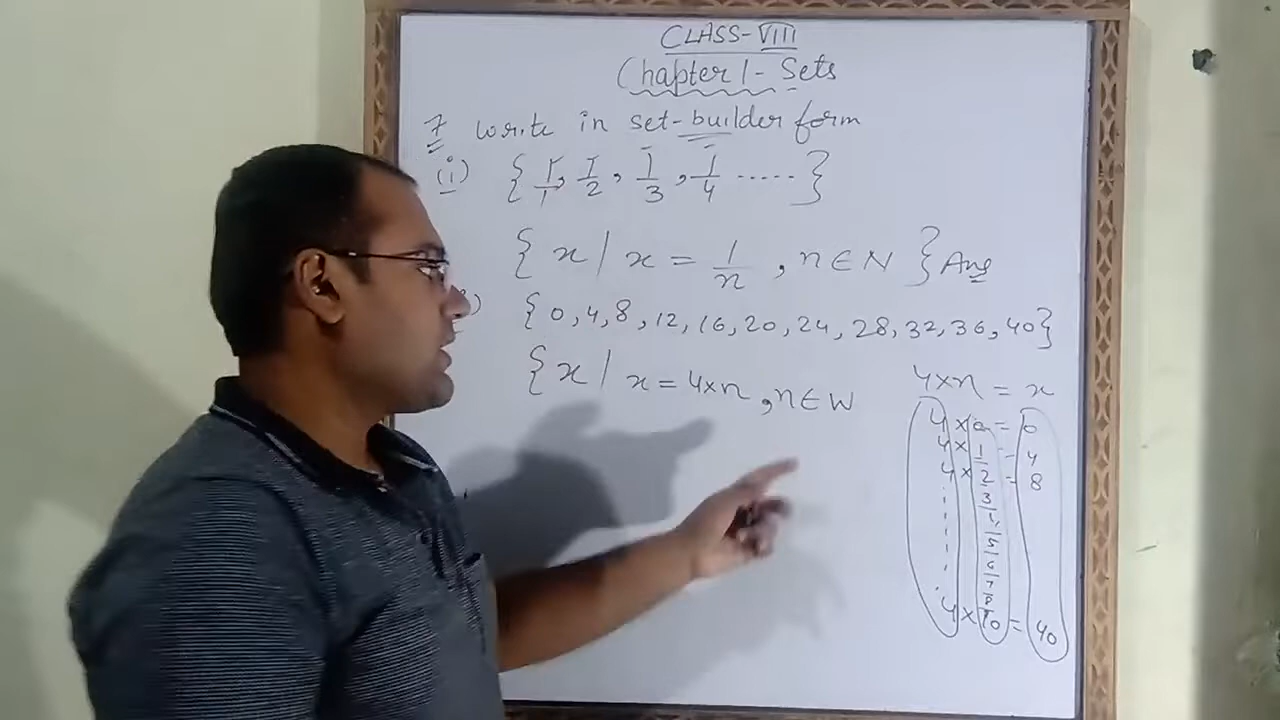 CLASS-VIII
Chapter 1- Sets
7 Write in set-builder form
(i) { 1/1, 1/2, 1/3, 1/4 ..... }
{ x / x = 1/n , n ∈ N } Ans
) { 0, 4, 8, 12, 16, 20, 24, 28, 32, 36, 40}
{ x / x = 4×n, n ∈ W
4×n = x
4 × 0 = 0
4 × 1 = 4
4 × 2 = 8
3
4
5
6
7
8
4 × 10 = 40